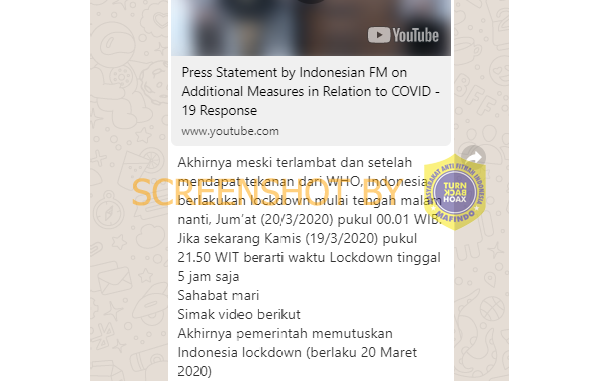 YouTube
Press Statement by Indonesian FM on
Additional Measures in Relation to COVID -
19 Response
www.youtube.com
Akhirnya meski terlambat dan setelah
mendapat tekanan dari WHO, Indonesia
berlakukan lockdown mulai tengah malam
nanti, Jum'at (20/3/2020) pukul 00.01 WIB.
Jika sekarang Kamis (19/3/2020) pukul
21.50 WIT berarti waktu Lockdown tinggal
5 jam saja
Sahabat mari
Simak video berikut
Akhirnya pemerintah memutuskan
Indonesia lockdown (berlaku 20 Maret
2020)
SCREENSHOT BY
MASYARAKAT ANTI FITNAH INDONESIA
TURN
BACK
HOAX
MAFINDO